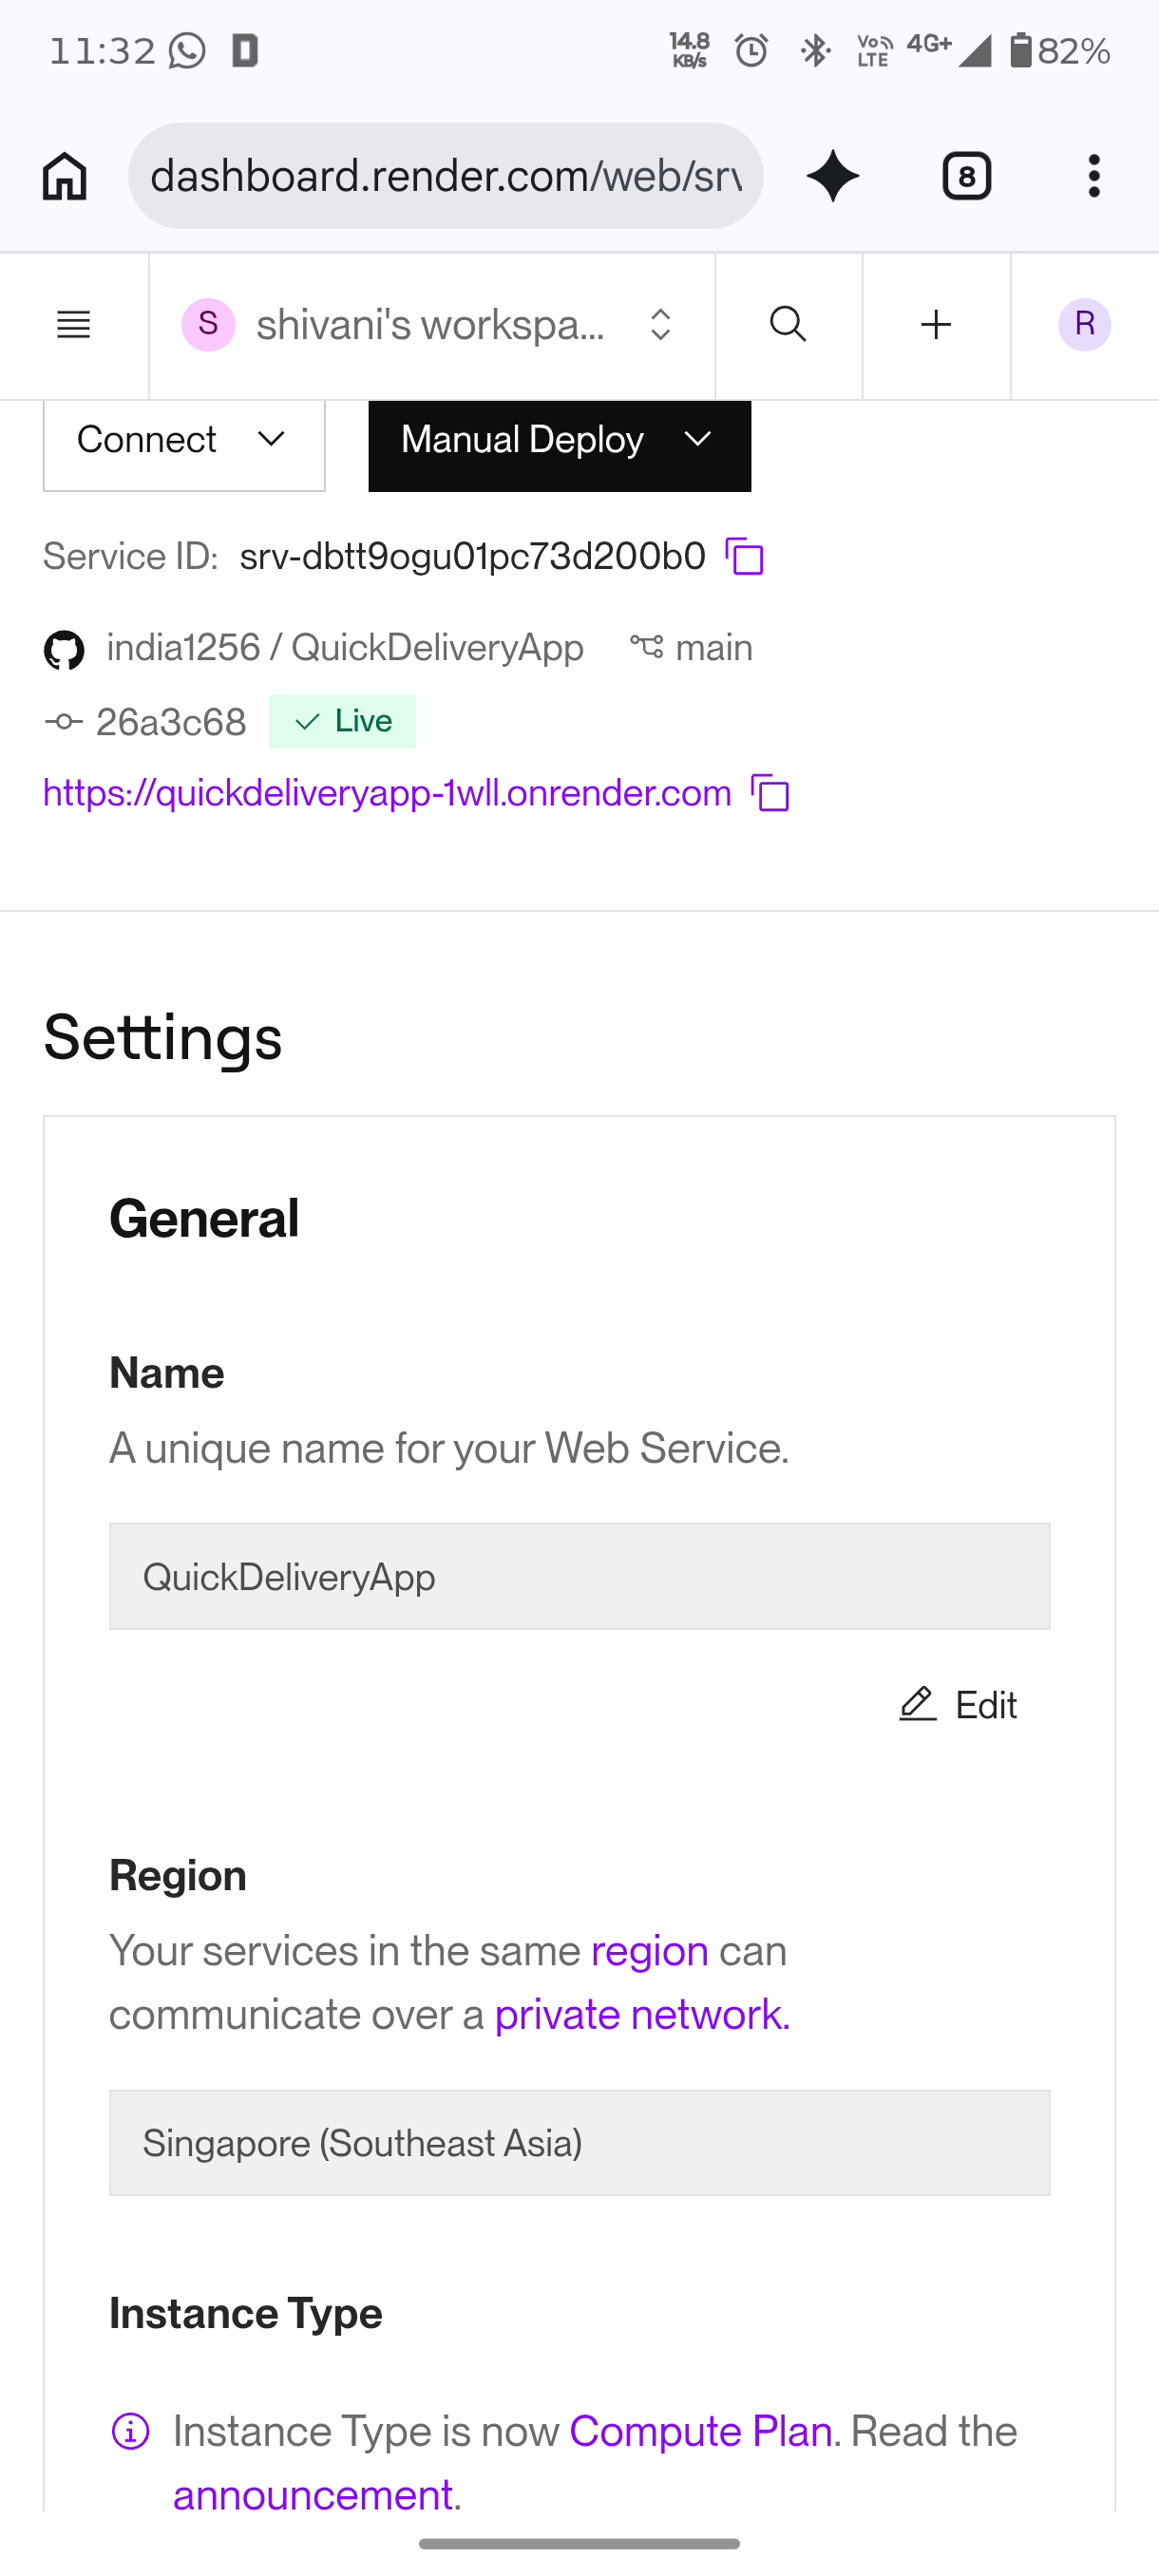 11:32 14.8 KB/s VoLTE 4G+ 82%
dashboard.render.com/web/srv 8
S shivani's workspa... R
Connect Manual Deploy
Service ID: srv-dbtt9ogu01pc73d200b0
india1256 / QuickDeliveryApp main
26a3c68 Live
https://quickdeliveryapp-1wll.onrender.com
Settings
General
Name
A unique name for your Web Service.
QuickDeliveryApp
Edit
Region
Your services in the same region can
communicate over a private network.
Singapore (Southeast Asia)
Instance Type
Instance Type is now Compute Plan. Read the
announcement.